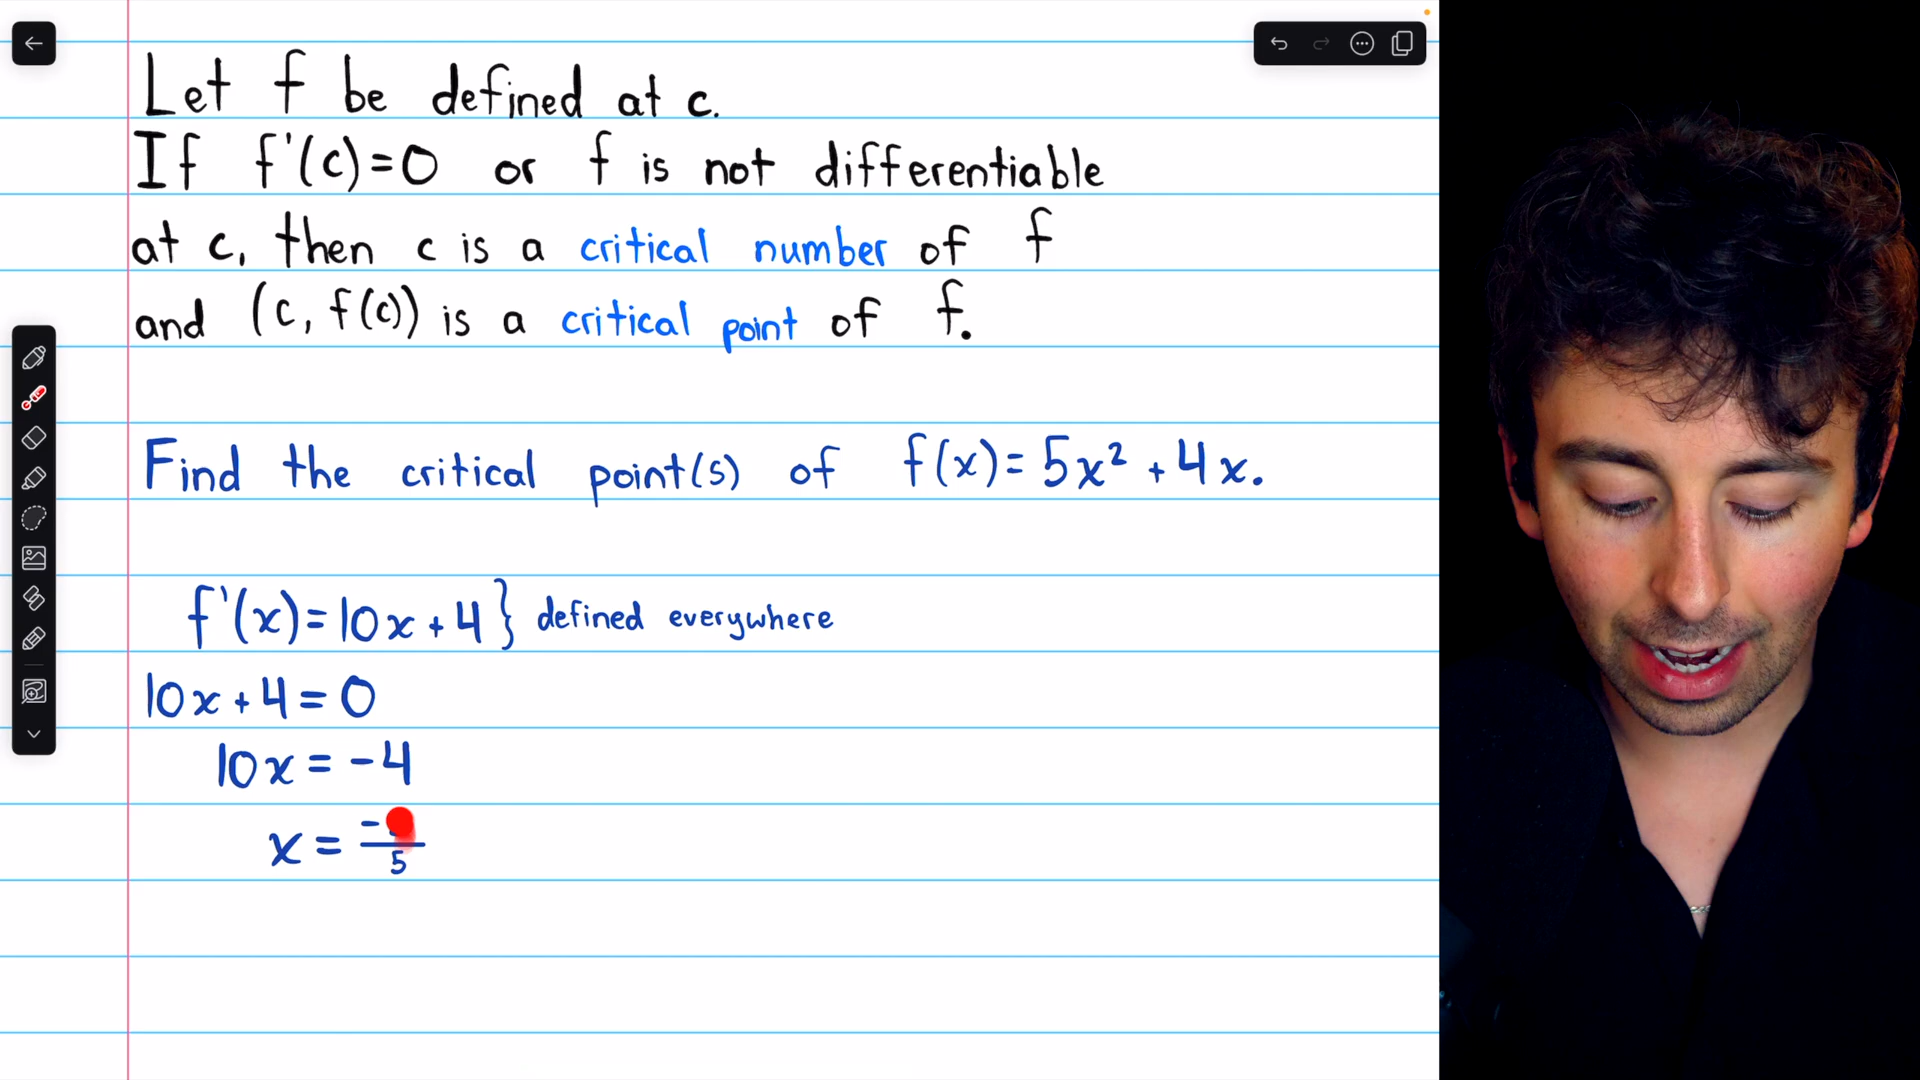 Let f be defined at c.
If f'(c)=0 or f is not differentiable
at c, then c is a critical number of f
and (c, f(c)) is a critical point of f.
Find the critical point(s) of f(x)= 5x² + 4x.
f'(x)=10x+4} defined everywhere
10x+4=0
10x = -4
x = -/5